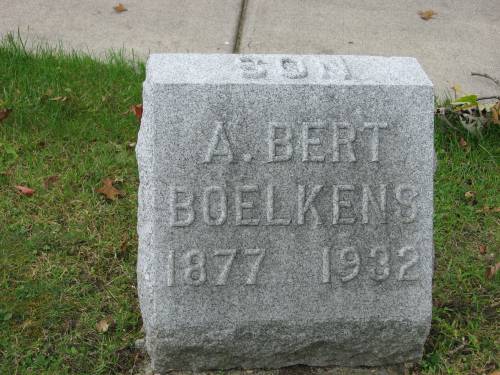 SON
A. BERT
BOELKENS
1877 1932